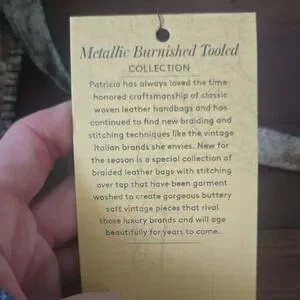 Metallic Burnished Tooled
COLLECTION
Patricia has always loved the time-
honored craftsmanship of classic
woven leather handbags and has
continued to find new braiding and
stitching techniques like the vintage
Italian brands she envies. New for
the season is a special collection of
braided leather bags with stitching
over top that have been garment
washed to create gorgeous buttery
soft vintage pieces that rival
those luxury brands and will age
beautifully for years to come.